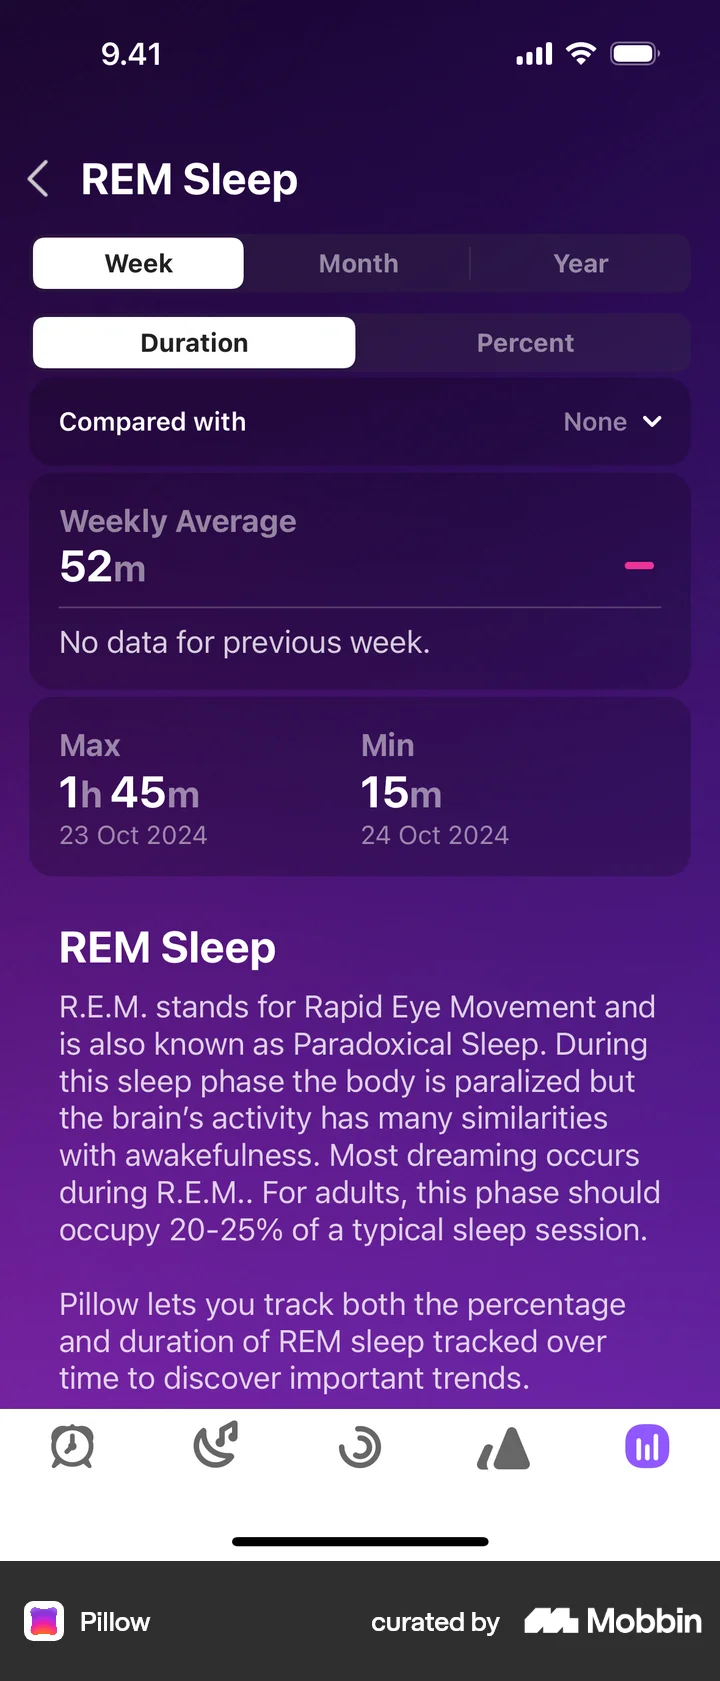 9.41
REM Sleep
Week Month Year
Duration Percent
Compared with None
Weekly Average
52m
No data for previous week.
Max Min
1h 45m 15m
23 Oct 2024 24 Oct 2024
REM Sleep
R.E.M. stands for Rapid Eye Movement and
is also known as Paradoxical Sleep. During
this sleep phase the body is paralized but
the brain’s activity has many similarities
with awakefulness. Most dreaming occurs
during R.E.M.. For adults, this phase should
occupy 20-25% of a typical sleep session.
Pillow lets you track both the percentage
and duration of REM sleep tracked over
time to discover important trends.
Pillow curated by Mobbin